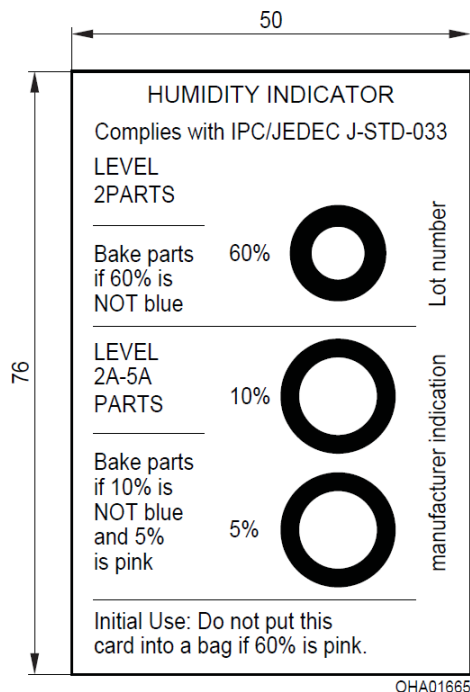 50
76
HUMIDITY INDICATOR
Complies with IPC/JEDEC J-STD-033
LEVEL
2PARTS
Bake parts
if 60% is
NOT blue
60%
Lot number
LEVEL
2A-5A
PARTS
10%
Bake parts
if 10% is
NOT blue
and 5%
is pink
5%
manufacturer indication
Initial Use: Do not put this
card into a bag if 60% is pink.
OHA01665